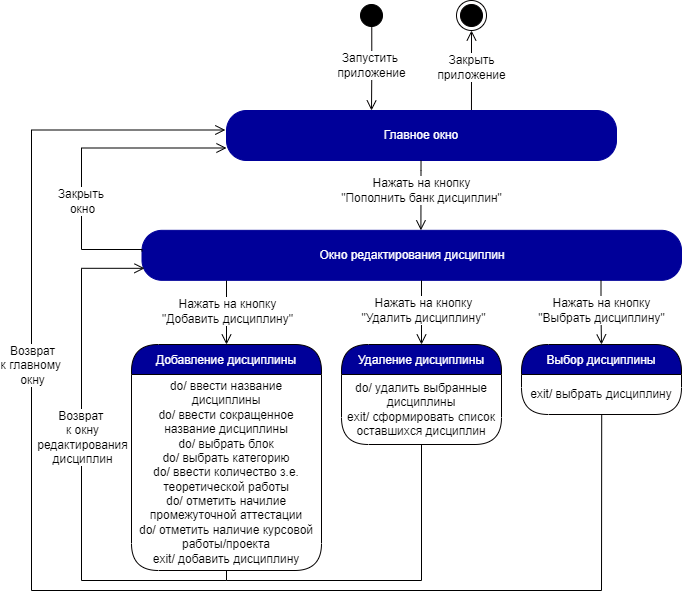 Запустить
приложение
Закрыть
приложение
Главное окно
Нажать на кнопку
"Пополнить банк дисциплин"
Закрыть
окно
Окно редактирования дисциплин
Нажать на кнопку
"Добавить дисциплину"
Нажать на кнопку
"Удалить дисциплину"
Нажать на кнопку
"Выбрать дисциплину"
Возврат
к главному
окну
Возврат
к окну
редактирования
дисциплин
Добавление дисциплины
do/ ввести название
дисциплины
do/ ввести сокращенное
название дисциплины
do/ выбрать блок
do/ выбрать категорию
do/ ввести количество з.е.
теоретической работы
do/ отметить начилие
промежуточной аттестации
do/ отметить наличие курсовой
работы/проекта
exit/ добавить дисциплину
Удаление дисциплины
do/ удалить выбранные
дисциплины
exit/ сформировать список
оставшихся дисциплин
Выбор дисциплины
exit/ выбрать дисциплину